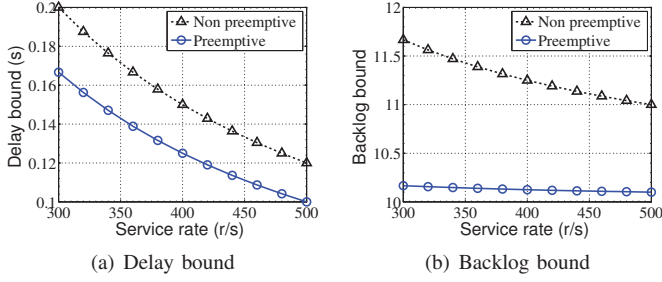 0.2
0.18
0.16
0.14
0.12
0.1
Delay bound (s)
Non preemptive
Preemptive
300 350 400 450 500
Service rate (r/s)
(a) Delay bound
12
11.5
11
10.5
10
Backlog bound
Non preemptive
Preemptive
300 350 400 450 500
Service rate (r/s)
(b) Backlog bound